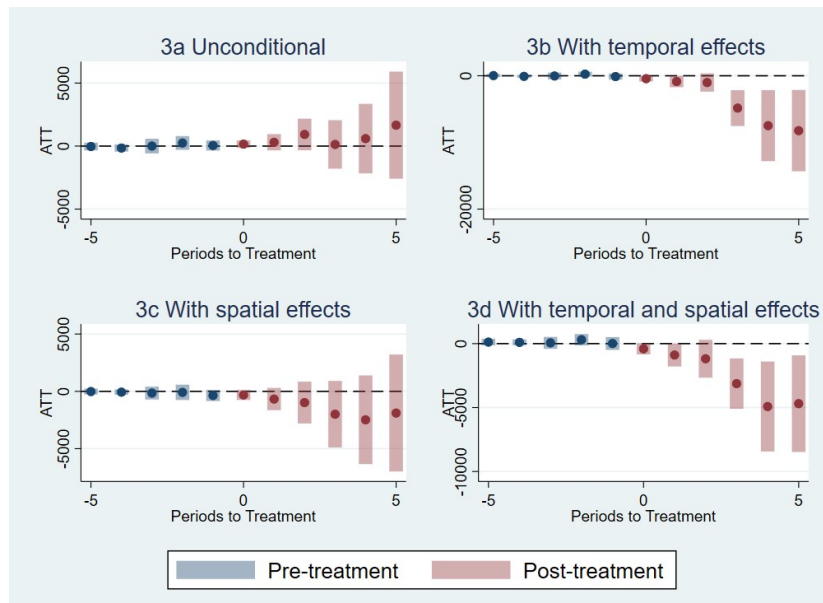 3a Unconditional
5000
0
-5000
ATT
-5
0
5
Periods to Treatment
3b With temporal effects
0
-20000
ATT
-5
0
5
Periods to Treatment
3c With spatial effects
5000
0
-5000
ATT
-5
0
5
Periods to Treatment
3d With temporal and spatial effects
0
-5000
-10000
ATT
-5
0
5
Periods to Treatment
Pre-treatment
Post-treatment